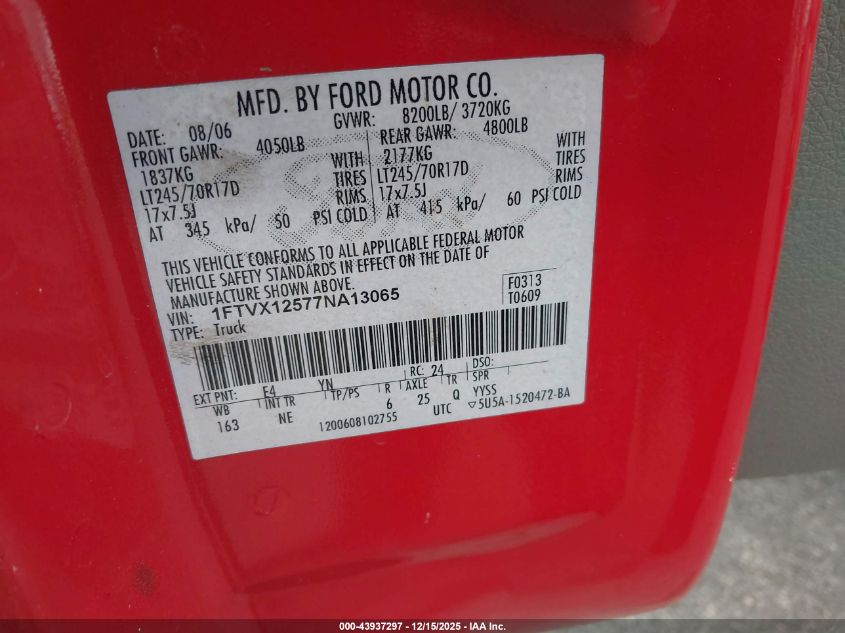 MFD. BY FORD MOTOR CO.
DATE: 08/06 GVWR: 8200LB/ 3720KG
FRONT GAWR: 4050LB REAR GAWR: 4800LB
1837KG WITH 2177KG WITH
LT245/70R17D TIRES LT245/70R17D TIRES
17x7.5J RIMS 17x7.5J RIMS
AT 345 kPa/ 50 PSI COLD AT 415 kPa/ 60 PSI COLD
THIS VEHICLE CONFORMS TO ALL APPLICABLE FEDERAL MOTOR
VEHICLE SAFETY STANDARDS IN EFFECT ON THE DATE OF
MANUFACTURE SHOWN ABOVE.
VIN: 1FTVX12577NA13065
F0313
T0609
TYPE: Truck
EXT PNT: E4 YN RC: 24 DSO:
WB INT TR TP/PS R AXLE TR SPR
163 NE 6 25 Q YYSS
1200608102755 UTC ▽5U5A-1520472-BA
000-43937297 - 12/15/2025 - IAA Inc.